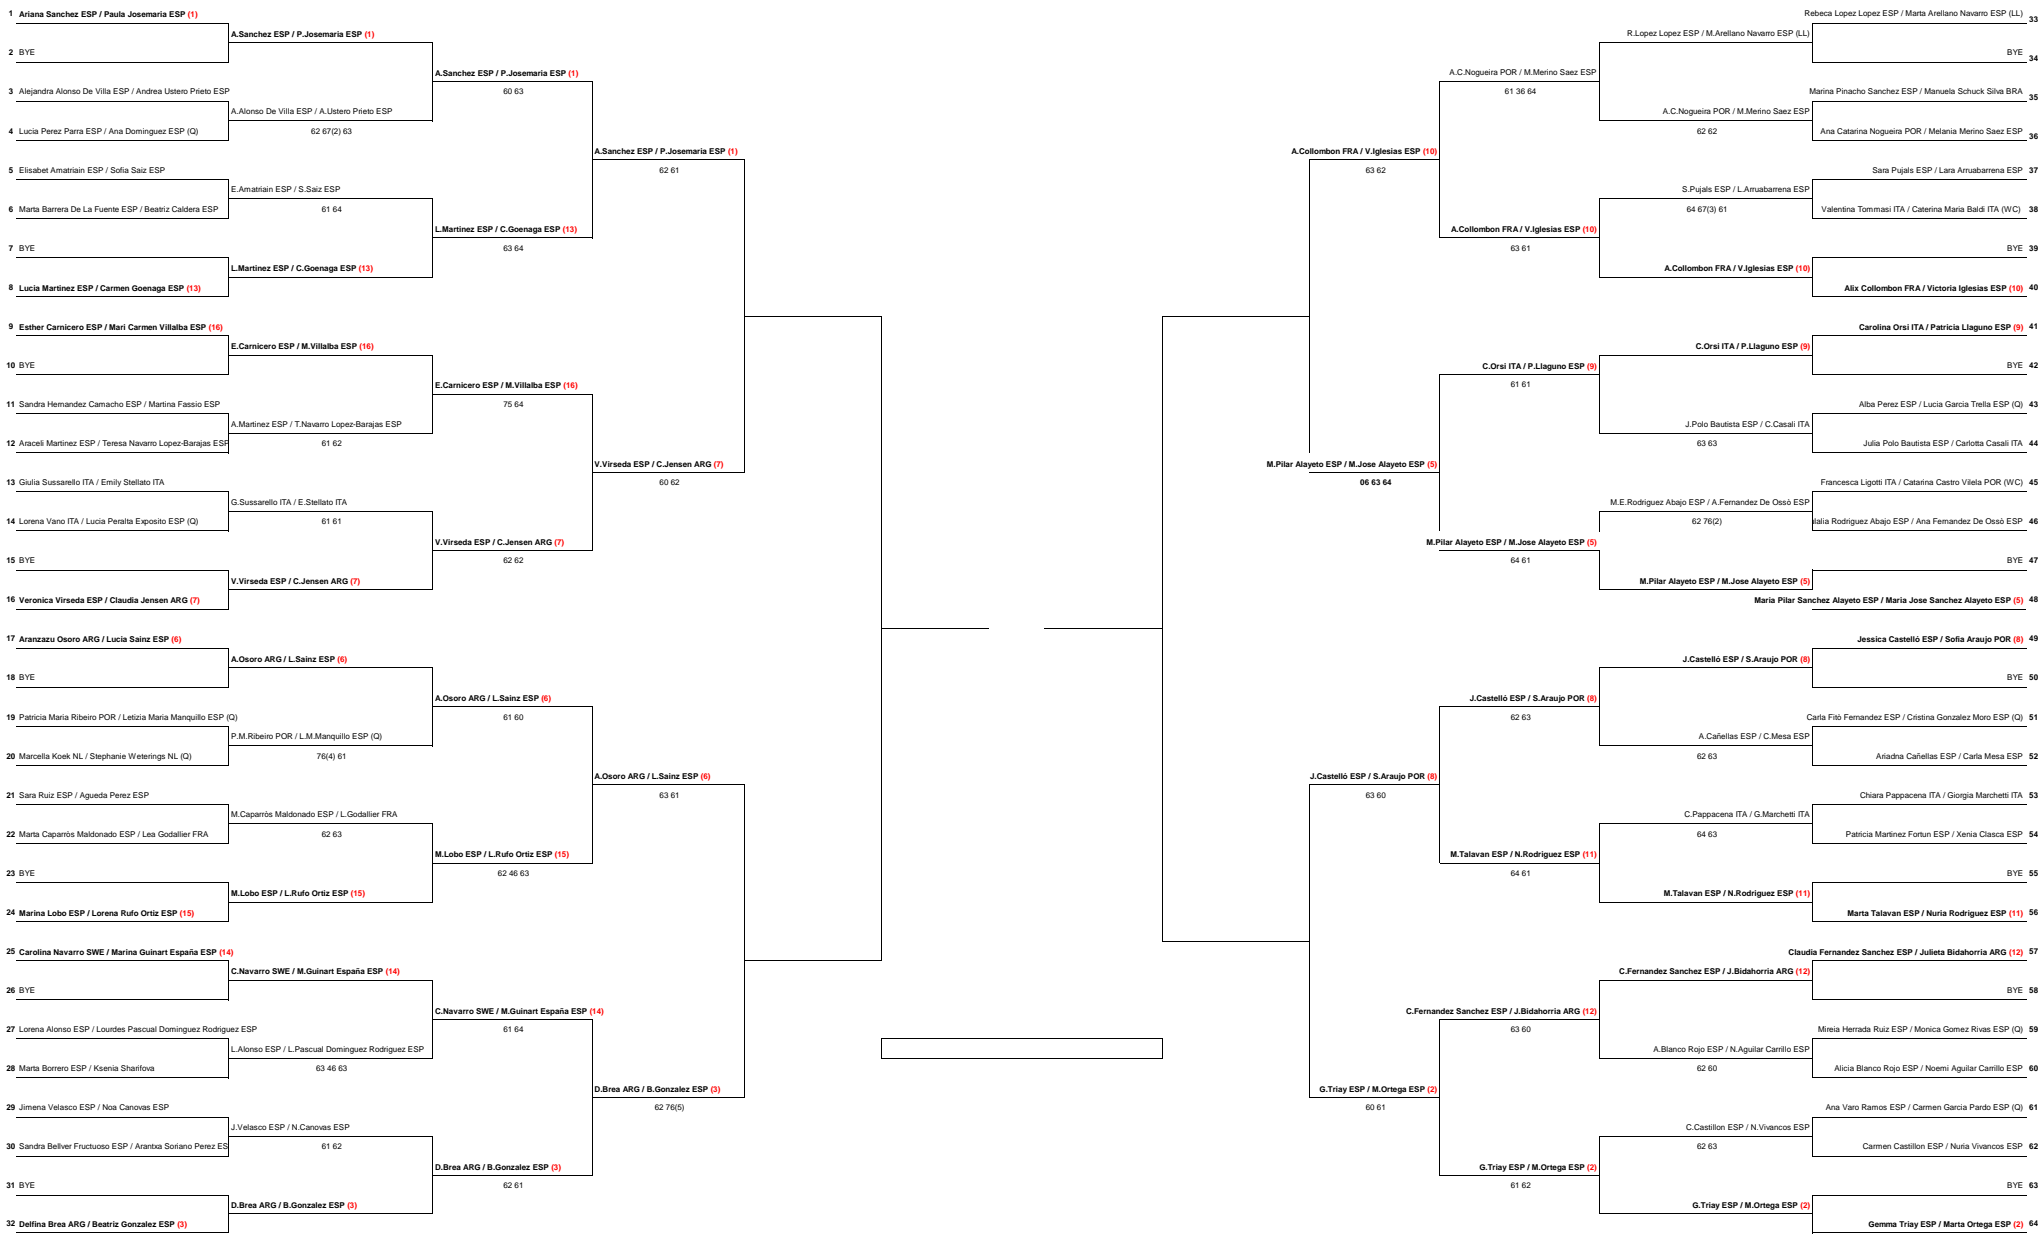 1 Ariana Sanchez ESP / Paula Josemaria ESP (1)
A.Sanchez ESP / P.Josemaria ESP (1)
2 BYE
A.Sanchez ESP / P.Josemaria ESP (1)
60 63
3 Alejandra Alonso De Villa ESP / Andrea Ustero Prieto ESP
A.Alonso De Villa ESP / A.Ustero Prieto ESP
62 67(2) 63
4 Lucia Perez Parra ESP / Ana Dominguez ESP (Q)
A.Sanchez ESP / P.Josemaria ESP (1)
62 61
5 Elisabet Amatriain ESP / Sofia Saiz ESP
E.Amatriain ESP / S.Saiz ESP
61 64
6 Marta Barrera De La Fuente ESP / Beatriz Caldera ESP
L.Martinez ESP / C.Goenaga ESP (13)
63 64
7 BYE
L.Martinez ESP / C.Goenaga ESP (13)
8 Lucia Martinez ESP / Carmen Goenaga ESP (13)
9 Esther Carnicero ESP / Mari Carmen Villalba ESP (16)
E.Carnicero ESP / M.Villalba ESP (16)
10 BYE
E.Carnicero ESP / M.Villalba ESP (16)
75 64
11 Sandra Hernandez Camacho ESP / Martina Fassio ESP
A.Martinez ESP / T.Navarro Lopez-Barajas ESP
61 62
12 Araceli Martinez ESP / Teresa Navarro Lopez-Barajas ESP
V.Virseda ESP / C.Jensen ARG (7)
60 62
13 Giulia Sussarello ITA / Emily Stellato ITA
G.Sussarello ITA / E.Stellato ITA
61 61
14 Lorena Vano ITA / Lucia Peralta Exposito ESP (Q)
V.Virseda ESP / C.Jensen ARG (7)
62 62
15 BYE
V.Virseda ESP / C.Jensen ARG (7)
16 Veronica Virseda ESP / Claudia Jensen ARG (7)
17 Aranzazu Osoro ARG / Lucia Sainz ESP (6)
A.Osoro ARG / L.Sainz ESP (6)
18 BYE
A.Osoro ARG / L.Sainz ESP (6)
61 60
19 Patricia Maria Ribeiro POR / Letizia Maria Manquillo ESP (Q)
P.M.Ribeiro POR / L.M.Manquillo ESP (Q)
76(4) 61
20 Marcella Koek NL / Stephanie Weterings NL (Q)
A.Osoro ARG / L.Sainz ESP (6)
63 61
21 Sara Ruiz ESP / Agueda Perez ESP
M.Caparròs Maldonado ESP / L.Godallier FRA
62 63
22 Marta Caparròs Maldonado ESP / Lea Godallier FRA
M.Lobo ESP / L.Rufo Ortiz ESP (15)
62 46 63
23 BYE
M.Lobo ESP / L.Rufo Ortiz ESP (15)
24 Marina Lobo ESP / Lorena Rufo Ortiz ESP (15)
25 Carolina Navarro SWE / Marina Guinart España ESP (14)
C.Navarro SWE / M.Guinart España ESP (14)
26 BYE
C.Navarro SWE / M.Guinart España ESP (14)
61 64
27 Lorena Alonso ESP / Lourdes Pascual Dominguez Rodriguez ESP
L.Alonso ESP / L.Pascual Dominguez Rodriguez ESP
63 46 63
28 Marta Borrero ESP / Ksenia Sharifova
D.Brea ARG / B.Gonzalez ESP (3)
62 76(5)
29 Jimena Velasco ESP / Noa Canovas ESP
J.Velasco ESP / N.Canovas ESP
61 62
30 Sandra Bellver Fructuoso ESP / Arantxa Soriano Perez ES
D.Brea ARG / B.Gonzalez ESP (3)
62 61
31 BYE
D.Brea ARG / B.Gonzalez ESP (3)
32 Delfina Brea ARG / Beatriz Gonzalez ESP (3)
Rebeca Lopez Lopez ESP / Marta Arellano Navarro ESP (LL) 33
R.Lopez Lopez ESP / M.Arellano Navarro ESP (LL)
BYE 34
A.C.Nogueira POR / M.Merino Saez ESP
61 36 64
Marina Pinacho Sanchez ESP / Manuela Schuck Silva BRA 35
A.C.Nogueira POR / M.Merino Saez ESP
62 62
Ana Catarina Nogueira POR / Melania Merino Saez ESP 36
A.Collombon FRA / V.Iglesias ESP (10)
63 62
Sara Pujals ESP / Lara Arruabarrena ESP 37
S.Pujals ESP / L.Arruabarrena ESP
64 67(3) 61
Valentina Tommasi ITA / Caterina Maria Baldi ITA (WC) 38
A.Collombon FRA / V.Iglesias ESP (10)
63 61
BYE 39
A.Collombon FRA / V.Iglesias ESP (10)
Alix Collombon FRA / Victoria Iglesias ESP (10) 40
Carolina Orsi ITA / Patricia Llaguno ESP (9) 41
C.Orsi ITA / P.Llaguno ESP (9)
BYE 42
C.Orsi ITA / P.Llaguno ESP (9)
61 61
Alba Perez ESP / Lucia Garcia Trella ESP (Q) 43
J.Polo Bautista ESP / C.Casali ITA
63 63
Julia Polo Bautista ESP / Carlotta Casali ITA 44
M.Pilar Alayeto ESP / M.Jose Alayeto ESP (5)
06 63 64
Francesca Ligotti ITA / Catarina Castro Vilela POR (WC) 45
M.E.Rodriguez Abajo ESP / A.Fernandez De Ossò ESP
62 76(2)
lalia Rodriguez Abajo ESP / Ana Fernandez De Ossò ESP 46
M.Pilar Alayeto ESP / M.Jose Alayeto ESP (5)
64 61
BYE 47
M.Pilar Alayeto ESP / M.Jose Alayeto ESP (5)
Maria Pilar Sanchez Alayeto ESP / Maria Jose Sanchez Alayeto ESP (5) 48
Jessica Castelló ESP / Sofia Araujo POR (8) 49
J.Castelló ESP / S.Araujo POR (8)
BYE 50
J.Castelló ESP / S.Araujo POR (8)
62 63
Carla Fitò Fernandez ESP / Cristina Gonzalez Moro ESP (Q) 51
A.Cañellas ESP / C.Mesa ESP
62 63
Ariadna Cañellas ESP / Carla Mesa ESP 52
J.Castelló ESP / S.Araujo POR (8)
63 60
Chiara Pappacena ITA / Giorgia Marchetti ITA 53
C.Pappacena ITA / G.Marchetti ITA
64 63
Patricia Martinez Fortun ESP / Xenia Clasca ESP 54
M.Talavan ESP / N.Rodriguez ESP (11)
64 61
BYE 55
M.Talavan ESP / N.Rodriguez ESP (11)
Marta Talavan ESP / Nuria Rodriguez ESP (11) 56
Claudia Fernandez Sanchez ESP / Julieta Bidahorria ARG (12) 57
C.Fernandez Sanchez ESP / J.Bidahorria ARG (12)
BYE 58
C.Fernandez Sanchez ESP / J.Bidahorria ARG (12)
63 60
Mireia Herrada Ruiz ESP / Monica Gomez Rivas ESP (Q) 59
A.Blanco Rojo ESP / N.Aguilar Carrillo ESP
62 60
Alicia Blanco Rojo ESP / Noemi Aguilar Carrillo ESP 60
G.Triay ESP / M.Ortega ESP (2)
60 61
Ana Varo Ramos ESP / Carmen Garcia Pardo ESP (Q) 61
C.Castillon ESP / N.Vivancos ESP
62 63
Carmen Castillon ESP / Nuria Vivancos ESP 62
G.Triay ESP / M.Ortega ESP (2)
61 62
BYE 63
G.Triay ESP / M.Ortega ESP (2)
Gemma Triay ESP / Marta Ortega ESP (2) 64